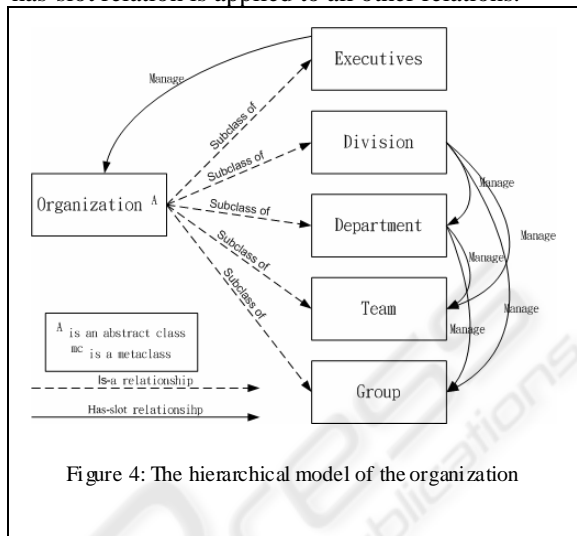 has-slot relation is applied to all other relations.
Executives
Manage
Subclass of
Division
Subclass of
Manage
Organization A
Subclass of
Department
Manage
Manage
Subclass of
Team
Manage
Manage
Subclass of
A is an abstract class
mc is a metaclass
Is-a relationship
Group
Has-slot relationsihp
Figure 4: The hierarchical model of the organization